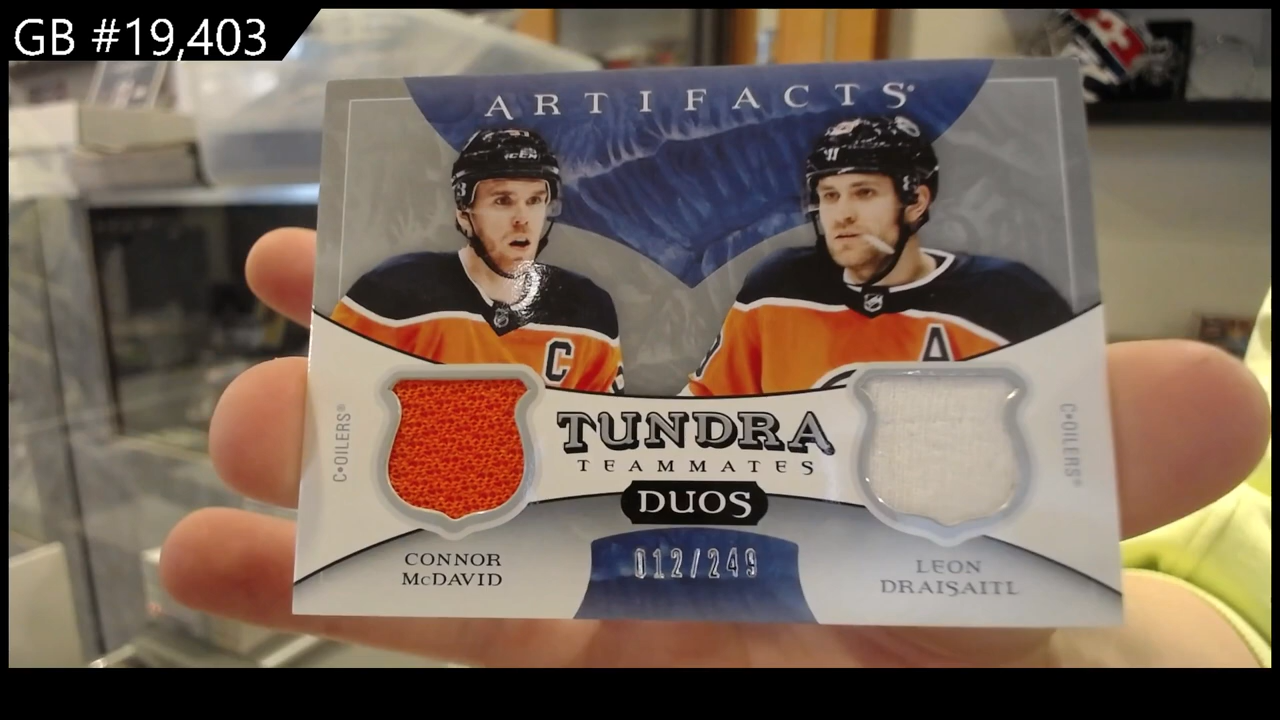 GB #19,403
ARTIFACTS®
C
A
C•OILERS®
TUNDRA
TEAMMATES
DUOS
C•OILERS®
CONNOR
McDAVID
012/249
LEON
DRAISAITL